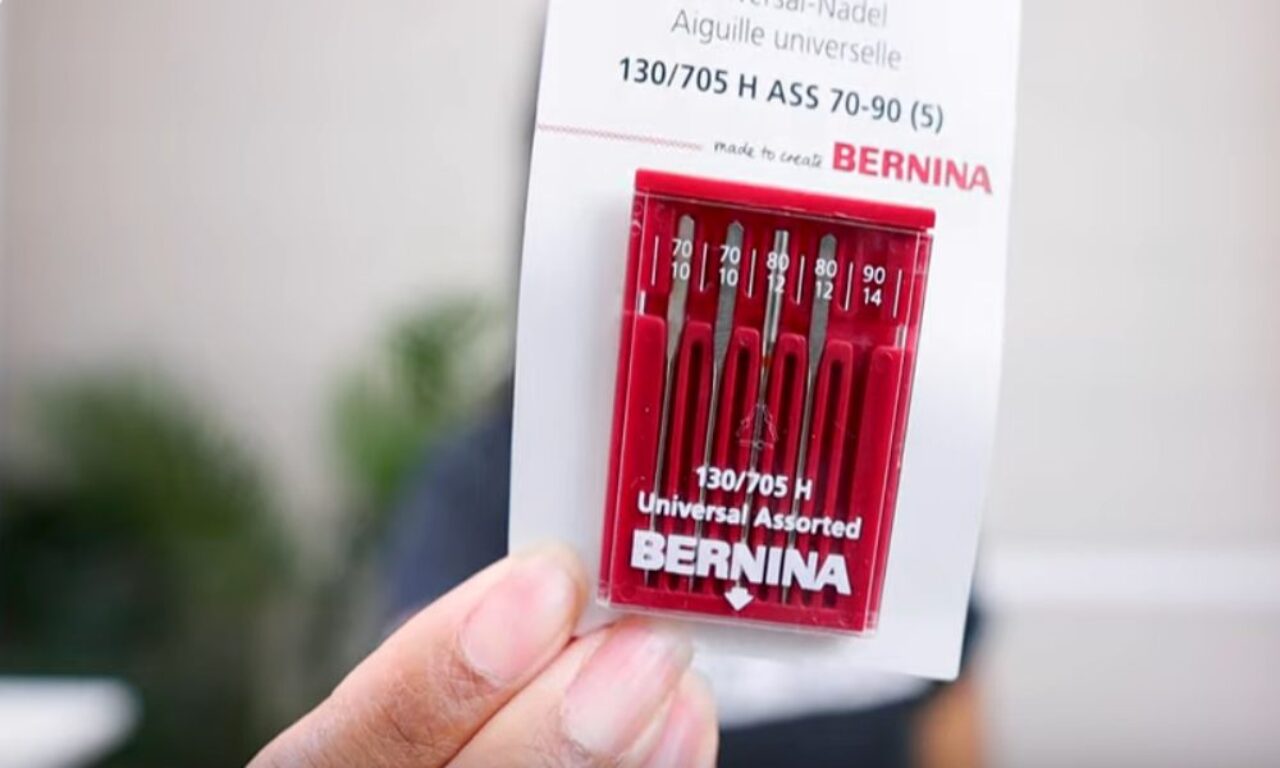 Aiguille universelle
130/705 H ASS 70-90 (5)
made to create BERNINA
70 70 80 80 90
10 10 12 12 14
130/705 H
Universal Assorted
BERNINA